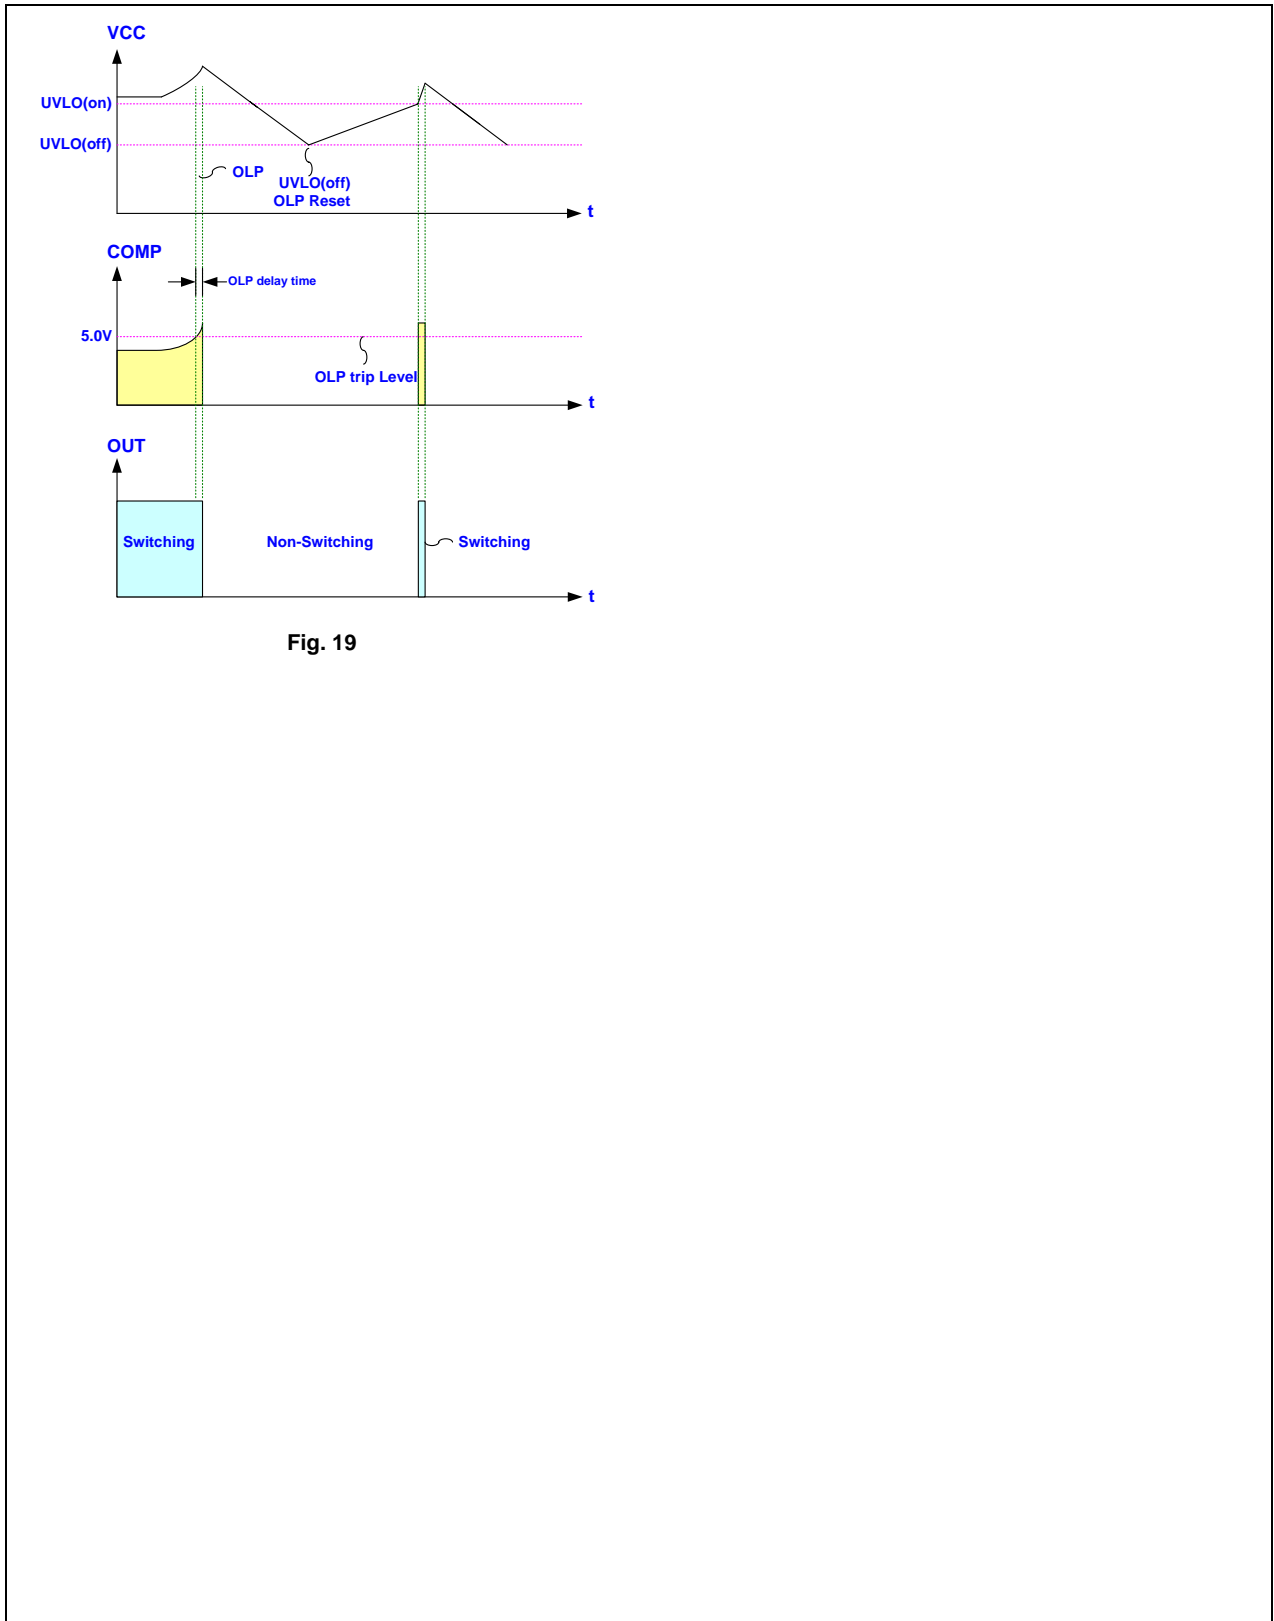 VCC
UVLO(on)
UVLO(off)
OLP
UVLO(off)
OLP Reset
t
COMP
OLP delay time
5.0V
OLP trip Level
t
OUT
Switching
Non-Switching
Switching
t
Fig. 19